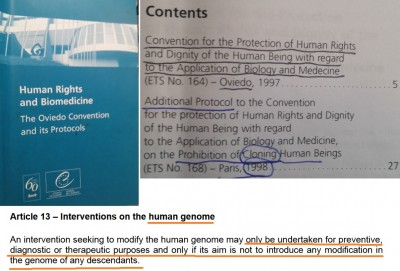 Human Rights
and Biomedicine
The Oviedo Convention
and its Protocols
Contents
Convention for the Protection of Human Rights
and Dignity of the Human Being with regard
to the Application of Biology and Medecine
(ETS No. 164) – Oviedo, 1997 . . . . . . . . . . . . . . . . . . . . . . . . 5
Additional Protocol to the Convention
for the protection of Human Rights and Dignity
of the Human Being with regard
to the Application of Biology and Medicine,
on the Prohibition of Cloning Human Beings
(ETS No. 168) – Paris, 1998 . . . . . . . . . . . . . . . . . . . . . . . . 27
Article 13 – Interventions on the human genome
An intervention seeking to modify the human genome may only be undertaken for preventive,
diagnostic or therapeutic purposes and only if its aim is not to introduce any modification in
the genome of any descendants.